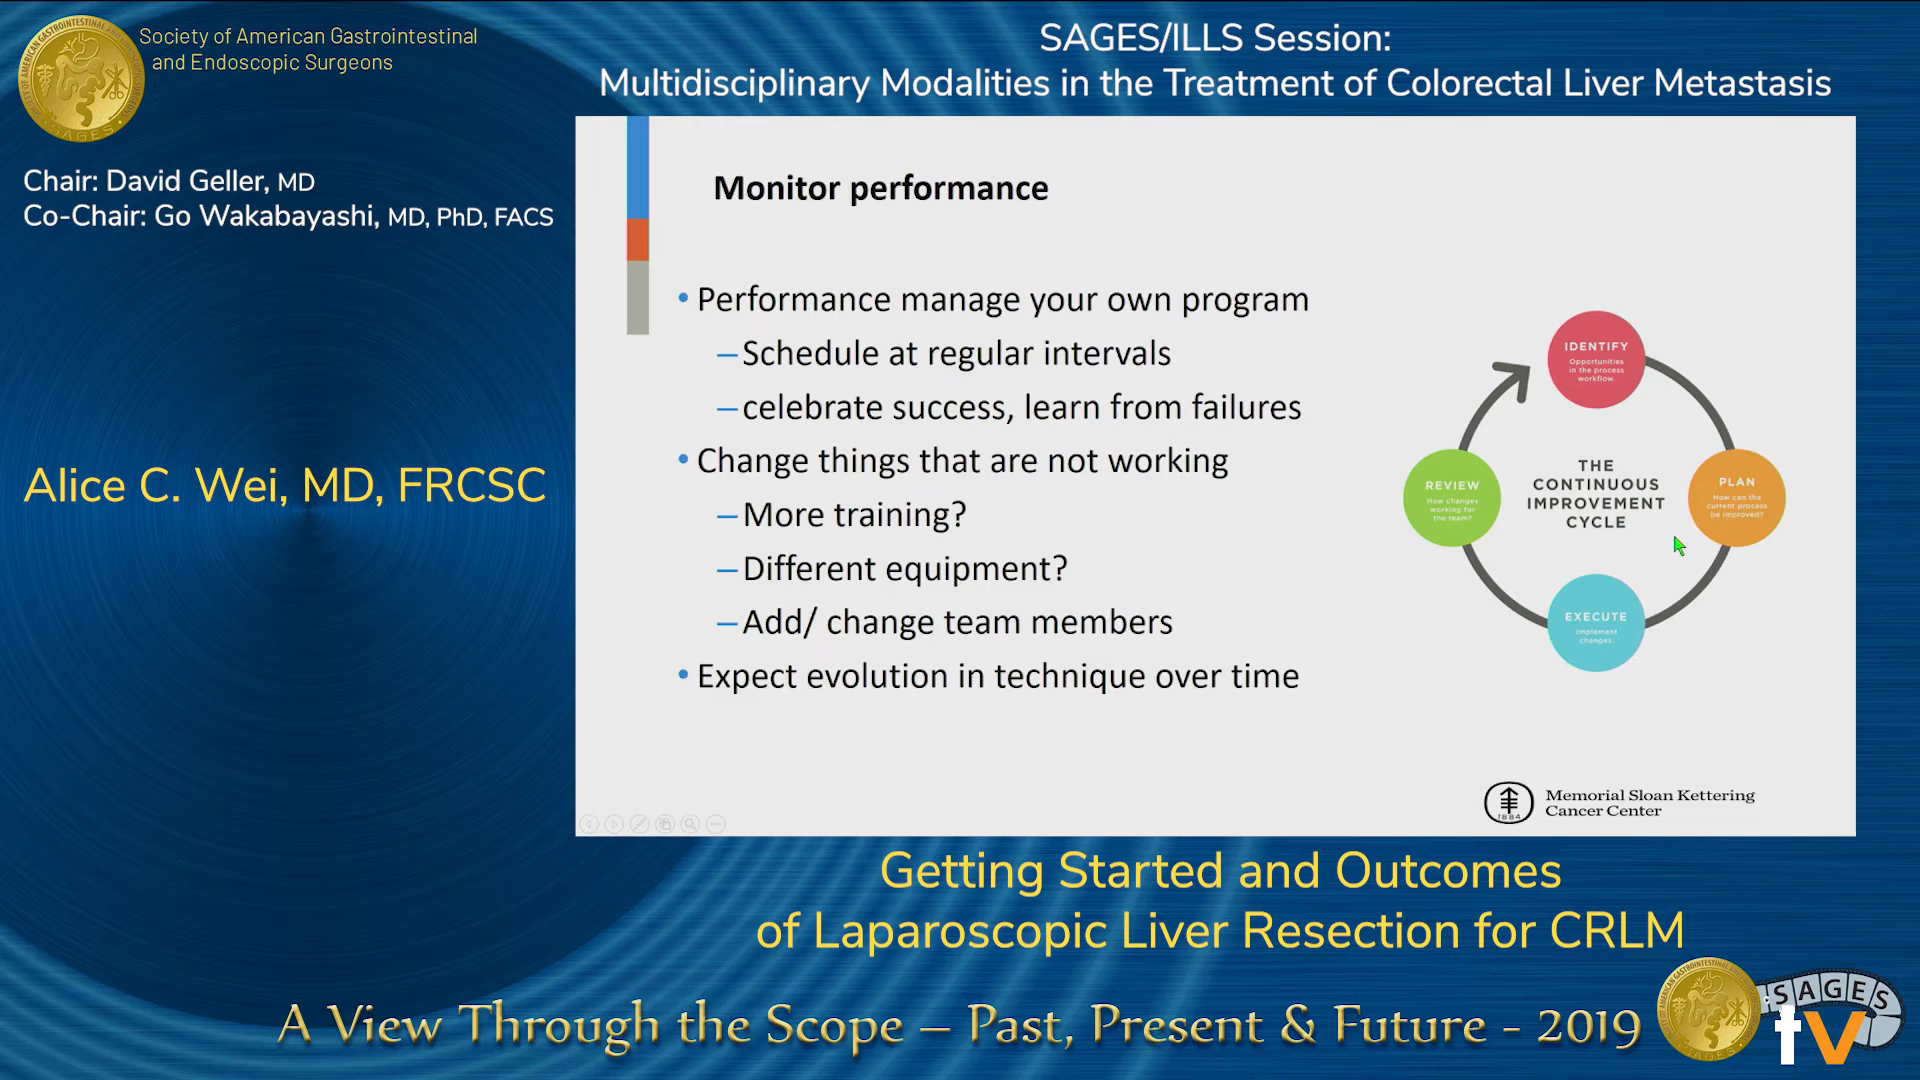 Society of American Gastrointestinal
and Endoscopic Surgeons
SAGES/ILLS Session:
Multidisciplinary Modalities in the Treatment of Colorectal Liver Metastasis
Chair: David Geller, MD
Co-Chair: Go Wakabayashi, MD, PhD, FACS
Alice C. Wei, MD, FRCSC
Monitor performance
• Performance manage your own program
– Schedule at regular intervals
– celebrate success, learn from failures
• Change things that are not working
– More training?
– Different equipment?
– Add/ change team members
• Expect evolution in technique over time
IDENTIFY
Opportunities
in the process
workflow.
PLAN
How can the
current process
be improved?
EXECUTE
Implement
changes.
REVIEW
How changes
working for
the team?
THE
CONTINUOUS
IMPROVEMENT
CYCLE
1884
Memorial Sloan Kettering
Cancer Center
Getting Started and Outcomes
of Laparoscopic Liver Resection for CRLM
A View Through the Scope – Past, Present & Future - 2019
SAGES
tv